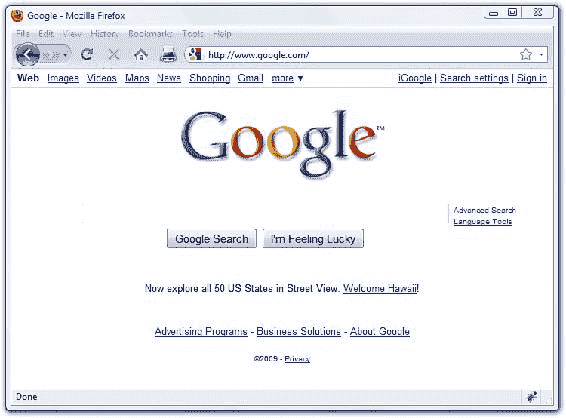 Google - Mozilla Firefox
File Edit View History Bookmarks Tools Help
http://www.google.com/
Web Images Videos Maps News Shopping Gmail more ▼ iGoogle | Search settings | Sign in
Google™
Advanced Search
Language Tools
Google Search I'm Feeling Lucky
Now explore all 50 US States in Street View. Welcome Hawaii!
Advertising Programs - Business Solutions - About Google
©2009 - Privacy
Done